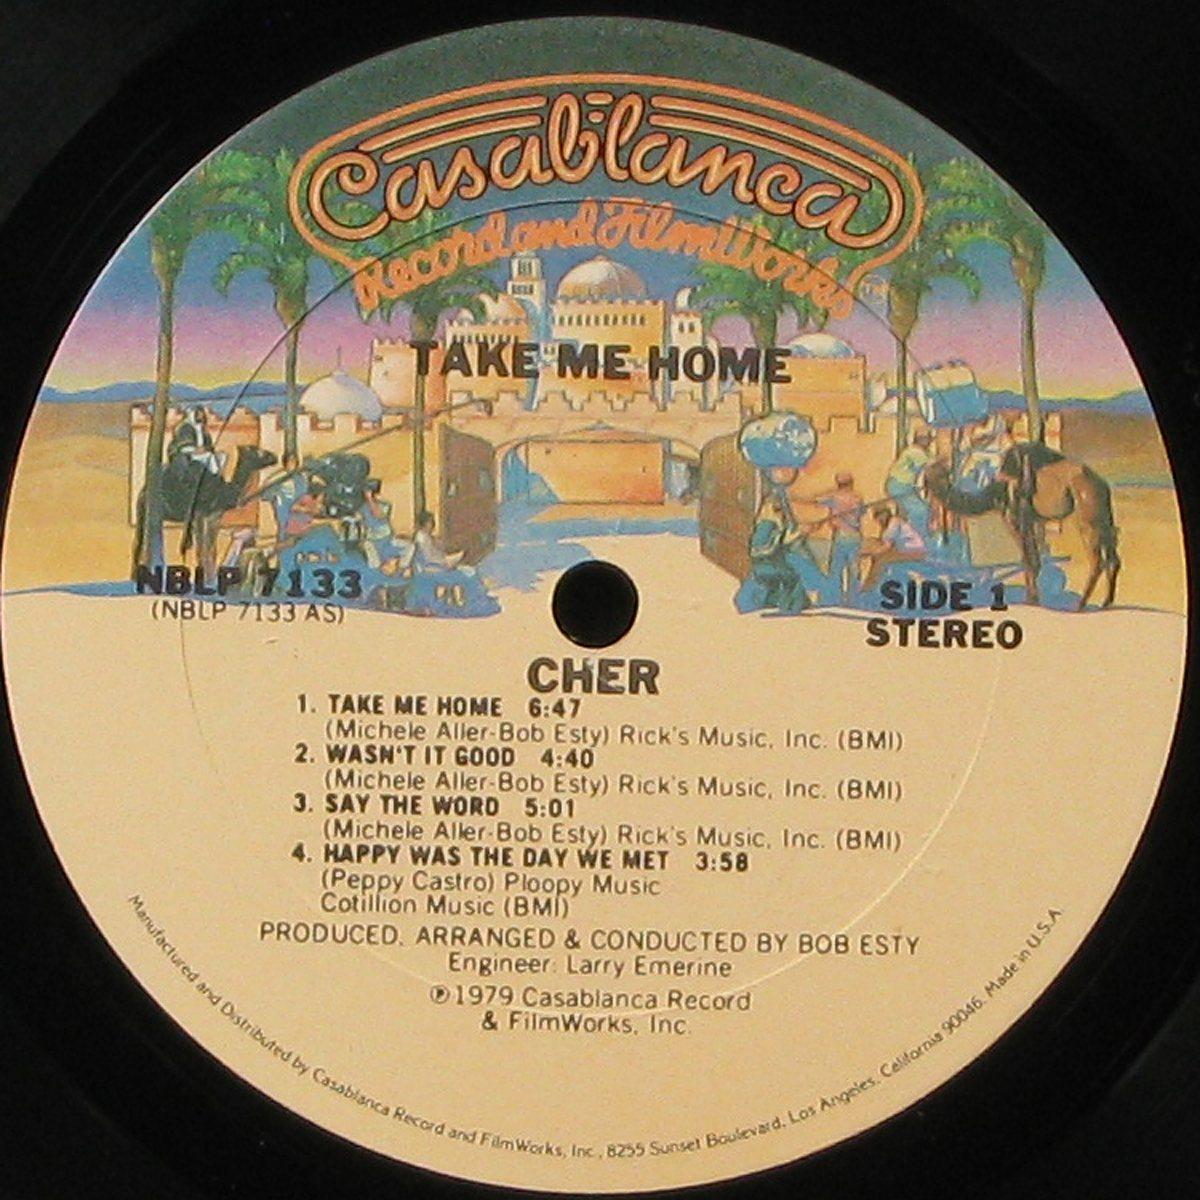 Casablanca
Record and FilmWorks
TAKE ME HOME
NBLP 7133
(NBLP 7133 AS)
SIDE 1
STEREO
CHER
1. TAKE ME HOME 6:47
(Michele Aller-Bob Esty) Rick's Music, Inc. (BMI)
2. WASN'T IT GOOD 4:40
(Michele Aller-Bob Esty) Rick's Music, Inc. (BMI)
3. SAY THE WORD 5:01
(Michele Aller-Bob Esty) Rick's Music, Inc. (BMI)
4. HAPPY WAS THE DAY WE MET 3:58
(Peppy Castro) Ploopy Music
Cotillion Music (BMI)
PRODUCED, ARRANGED & CONDUCTED BY BOB ESTY
Engineer: Larry Emerine
℗ 1979 Casablanca Record
& FilmWorks, Inc.
Manufactured and Distributed by Casablanca Record and FilmWorks, Inc., 8255 Sunset Boulevard, Los Angeles, California 90046. Made in U.S.A.